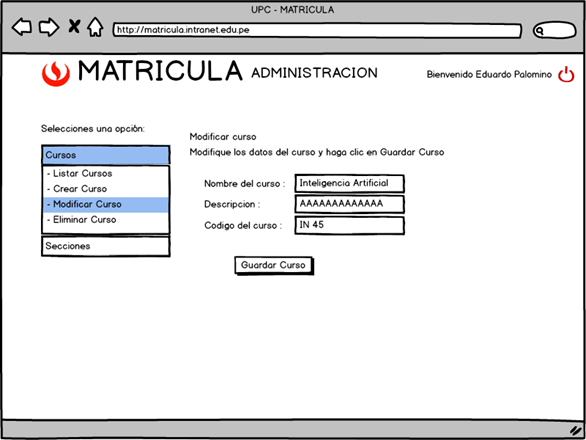 UPC - MATRICULA
http://matricula.intranet.edu.pe
MATRICULA ADMINISTRACION
Bienvenido Eduardo Palomino
Selecciones una opción:
Cursos
- Listar Cursos
- Crear Curso
- Modificar Curso
- Eliminar Curso
Secciones
Modificar curso
Modifique los datos del curso y haga clic en Guardar Curso
Nombre del curso : Inteligencia Artificial
Descripcion : AAAAAAAAAAAAA
Codigo del curso : IN 45
Guardar Curso